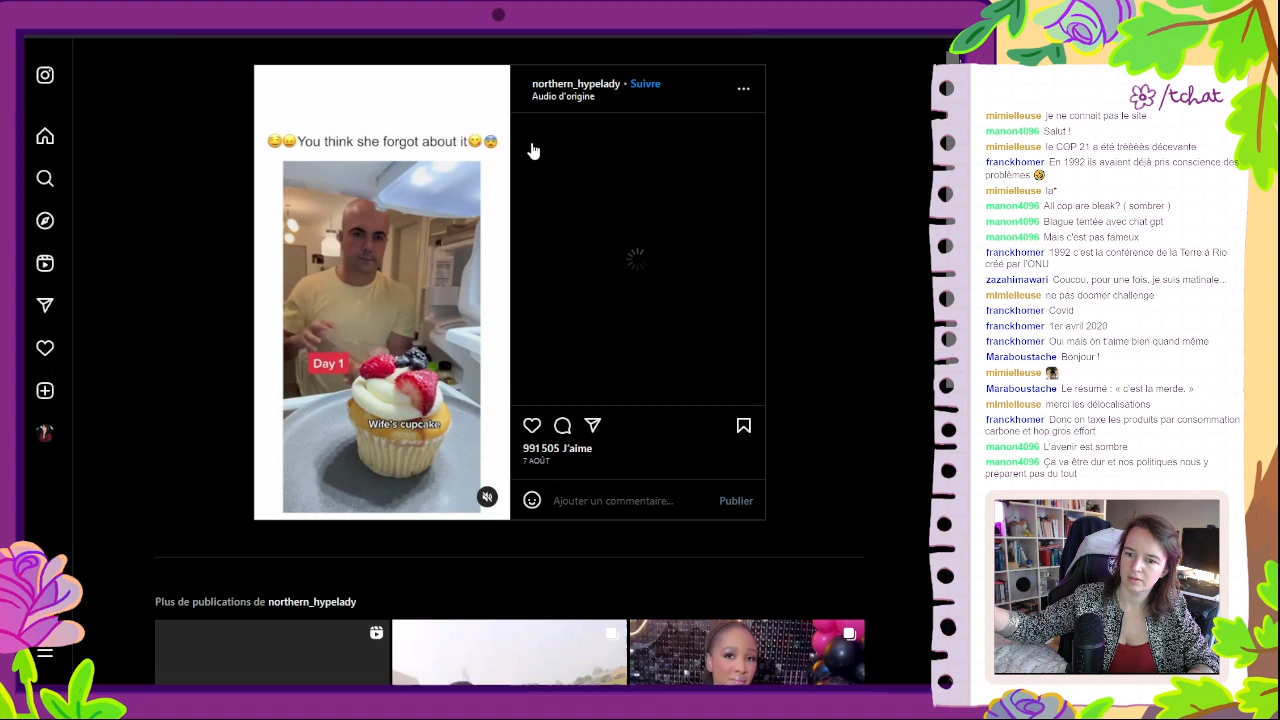 northern_hypelady • Suivre
Audio d'origine
You think she forgot about it
Day 1
Wife's cupcake
991 505 J'aime
7 AOÛT
Ajouter un commentaire...
Publier
Plus de publications de northern_hypelady
/tchat
mimielleuse je ne connaît pas le site
manon4096 Salut !
mimielleuse le COP 21 a été trèèèès décevante
franckhomer En 1992 ils avaient déjà pris conscience des
problèmes
mimielleuse la*
manon4096 All cop are bleak? ( sombrer )
manon4096 Blague tentée avec chat gpt
manon4096 Mais c'est pas fameux
franckhomer 1992 c'est la conférence de la Terre à Rio
créé par l'ONU
zazahimawari Coucou, pour une fois, je suis matinale...
mimielleuse ne pas doomer challenge
franckhomer Covid
franckhomer 1er avril 2020
franckhomer Oui mais on t'aime bien quand même
Maraboustache Bonjour !
mimielleuse
Maraboustache Le résumé : « c'est la merde. »
mimielleuse merci les délocalisations
franckhomer Donc on taxe les produits par consommation
carbone et hop gros effort
manon4096 L'avenir est sombre
manon4096 Ça va être dur et nos politiques nous y
préparent pas du tout